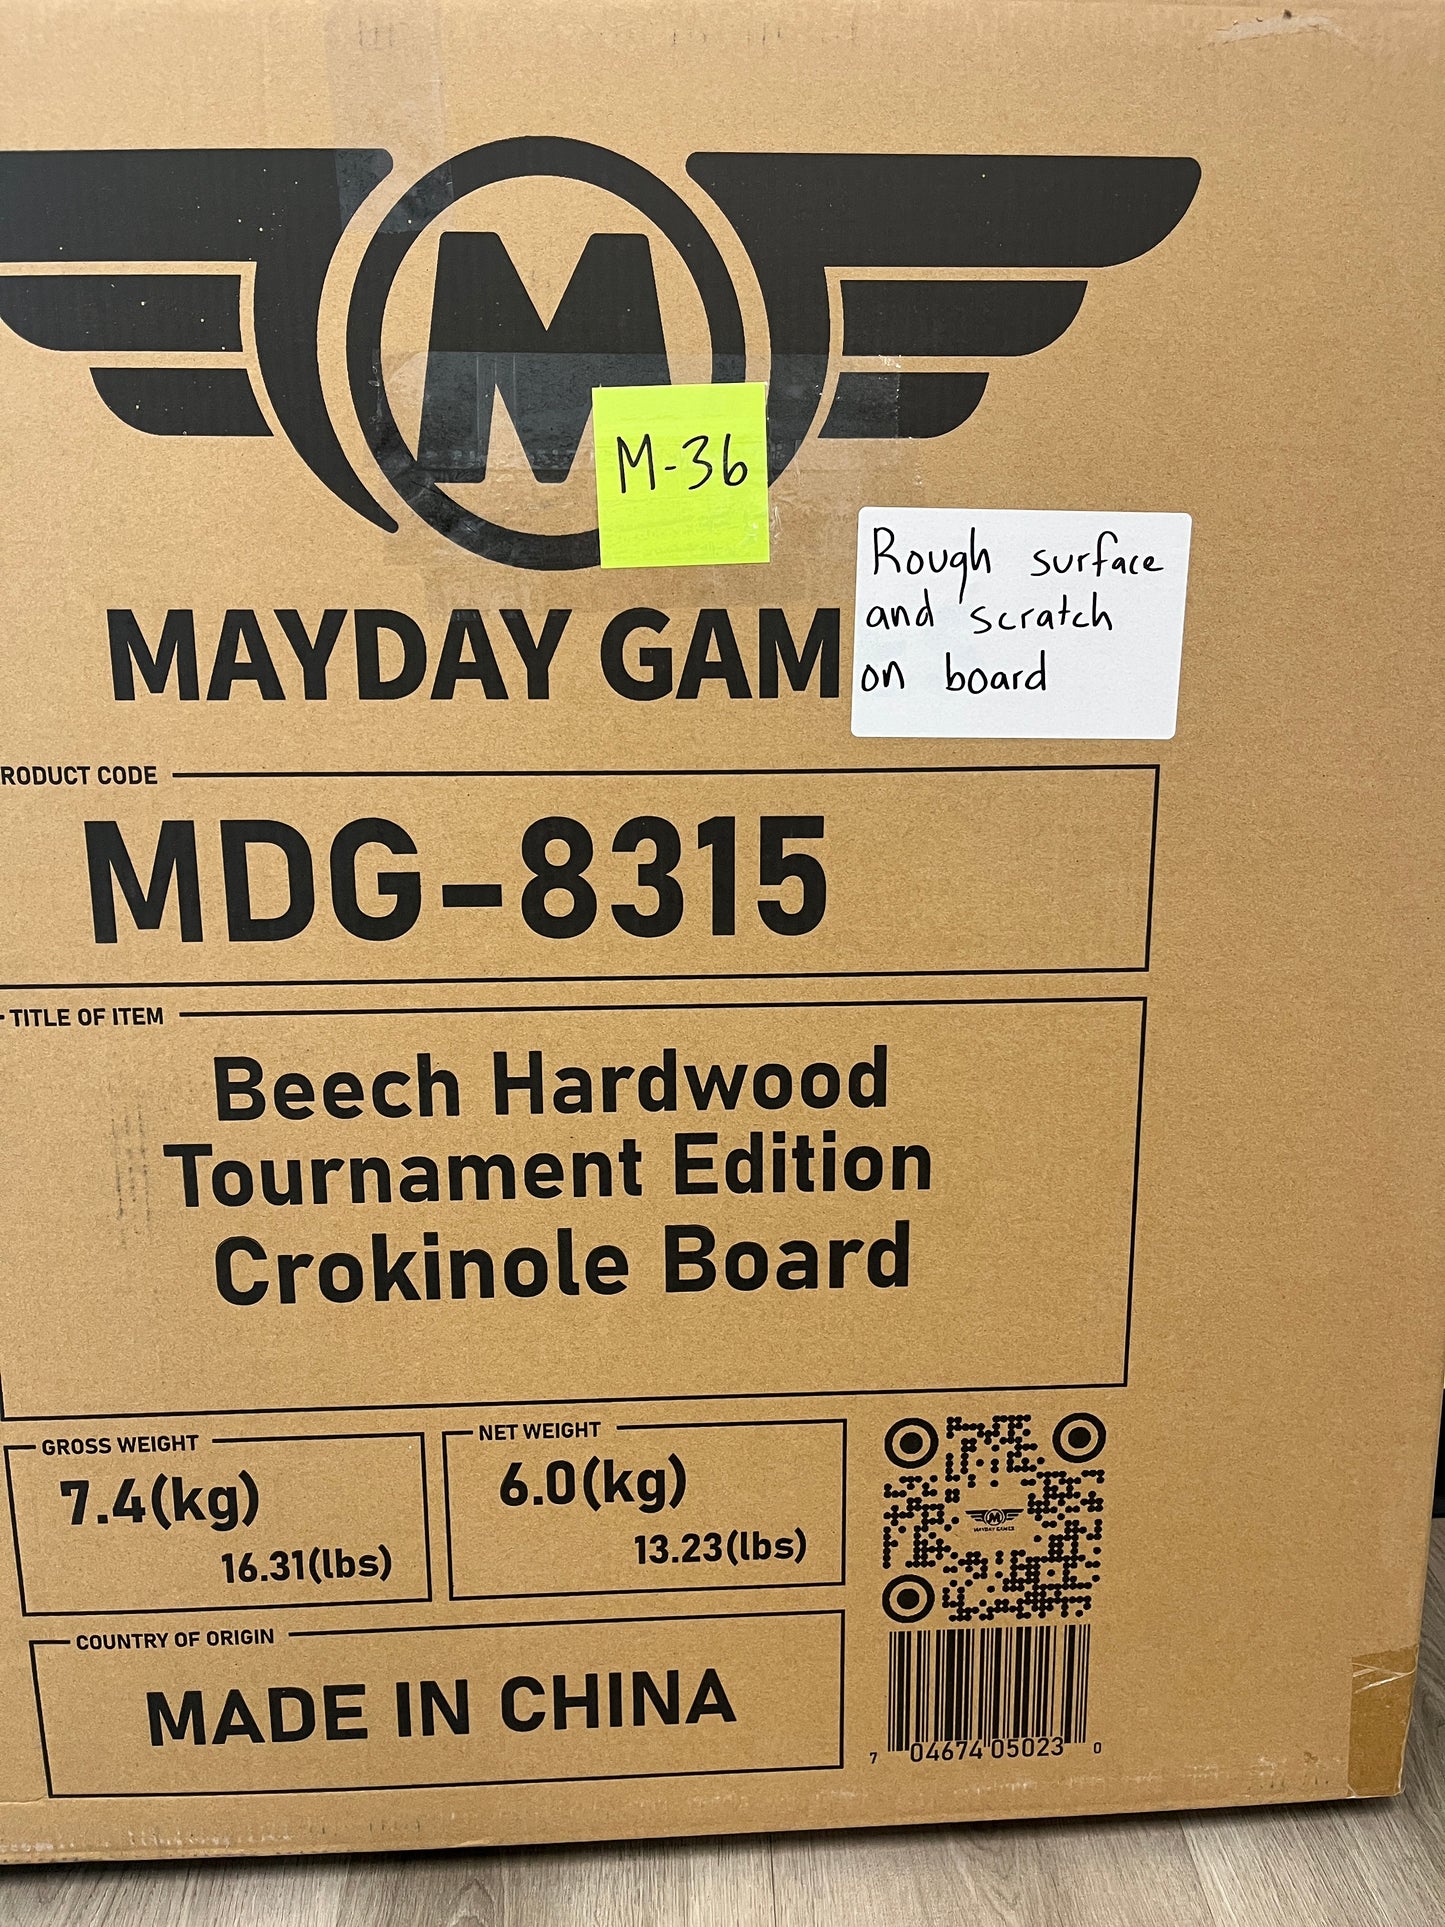 M
M-36
Rough surface
and scratch
on board
MAYDAY GAM
RODUCT CODE
MDG-8315
TITLE OF ITEM
Beech Hardwood
Tournament Edition
Crokinole Board
GROSS WEIGHT
7.4(kg)
16.31(lbs)
NET WEIGHT
6.0(kg)
13.23(lbs)
M
MAYDAY GAMES
COUNTRY OF ORIGIN
MADE IN CHINA
7 04674 05023 0